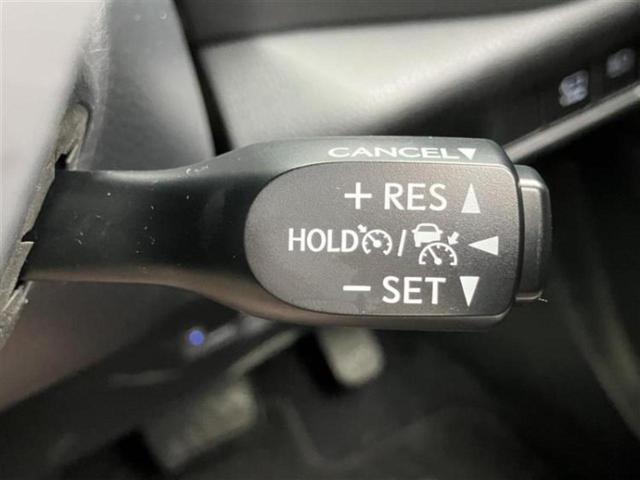 CANCEL▼
+ RES ▲
HOLD / ◀
− SET ▼